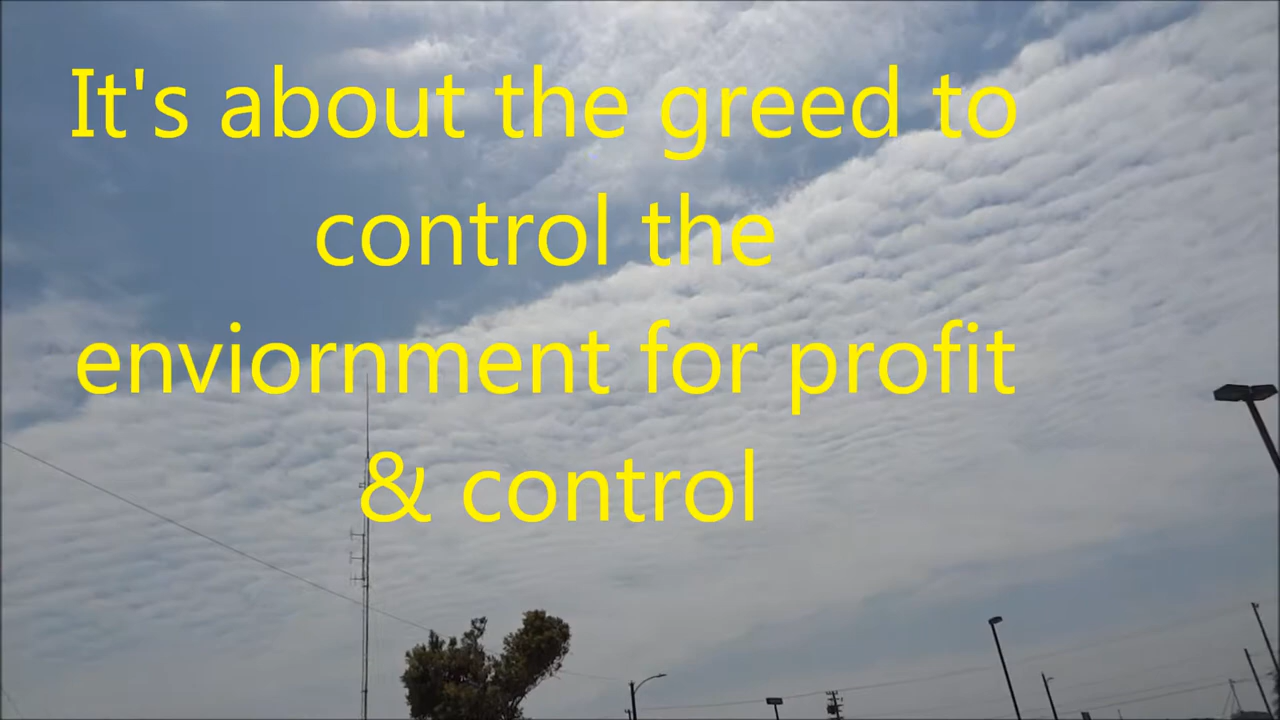 It's about the greed to
control the
enviornment for profit
& control